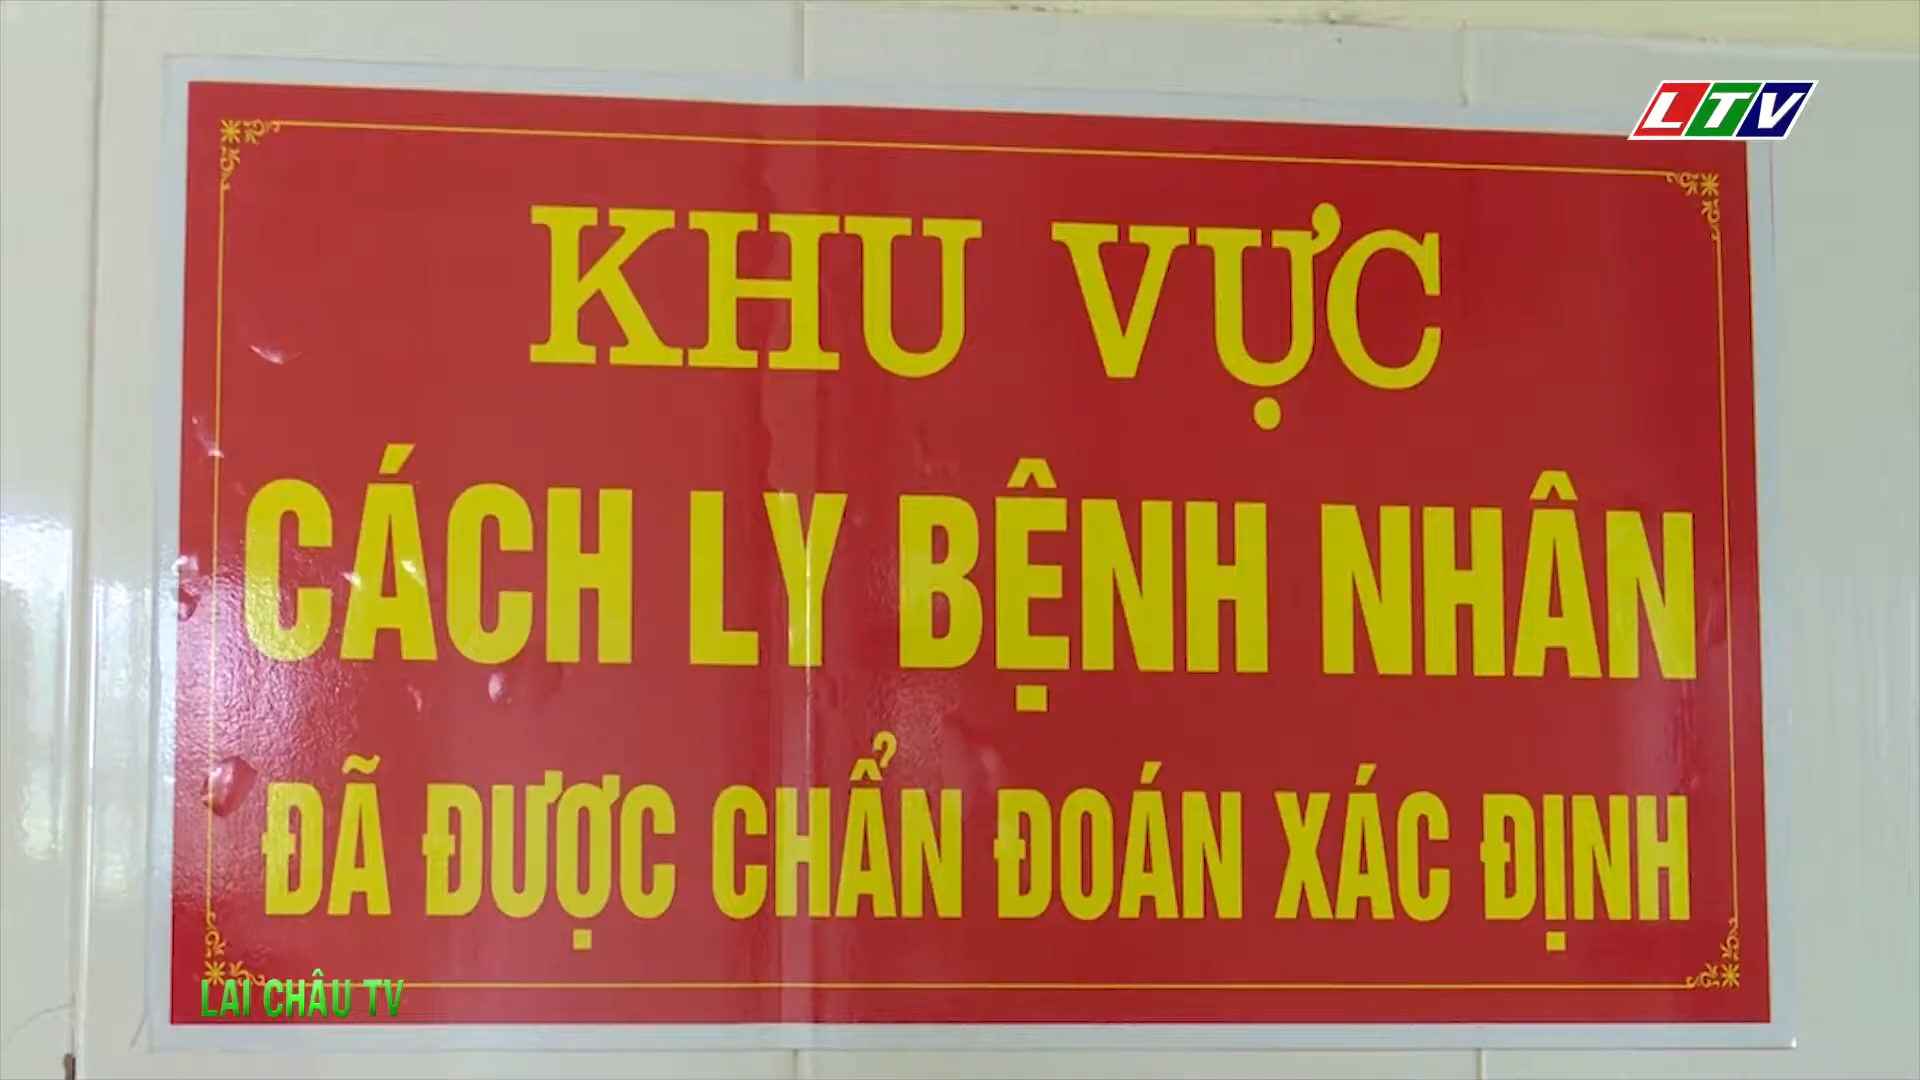 LTV
KHU VỰC
CÁCH LY BỆNH NHÂN
ĐÃ ĐƯỢC CHẨN ĐOÁN XÁC ĐỊNH
LAI CHÂU TV